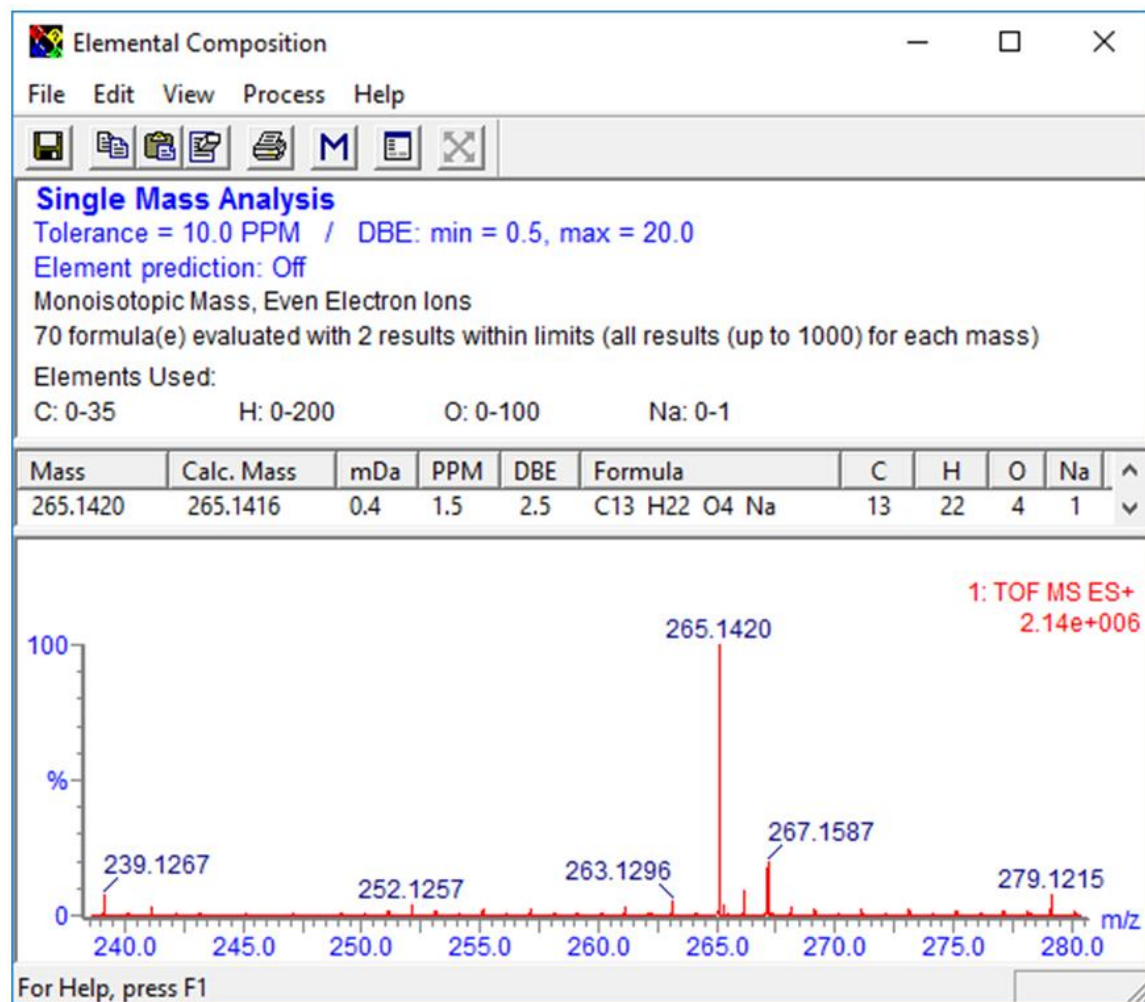 Elemental Composition
File Edit View Process Help
M
Single Mass Analysis
Tolerance = 10.0 PPM / DBE: min = 0.5, max = 20.0
Element prediction: Off
Monoisotopic Mass, Even Electron Ions
70 formula(e) evaluated with 2 results within limits (all results (up to 1000) for each mass)
Elements Used:
C: 0-35 H: 0-200 O: 0-100 Na: 0-1
Mass Calc. Mass mDa PPM DBE Formula C H O Na
265.1420 265.1416 0.4 1.5 2.5 C13 H22 O4 Na 13 22 4 1
1: TOF MS ES+
2.14e+006
265.1420
100
%
267.1587
239.1267
263.1296
252.1257
279.1215
0
m/z
240.0 245.0 250.0 255.0 260.0 265.0 270.0 275.0 280.0
For Help, press F1